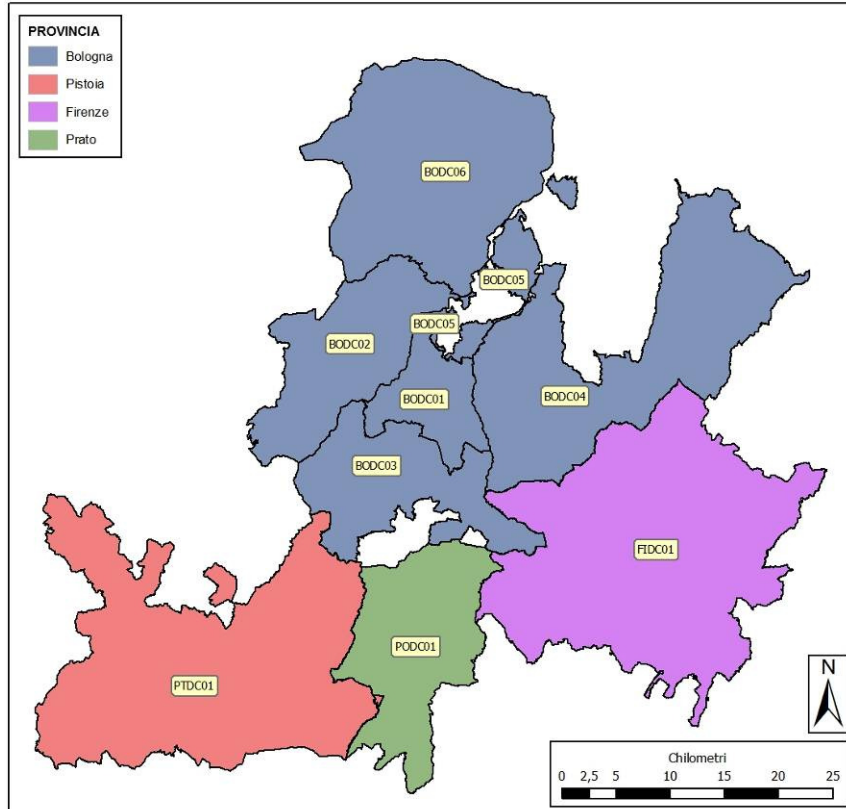 PROVINCIA
Bologna
Pistoia
Firenze
Prato
BODC06
BODC05
BODC05
BODC02
BODC01
BODC04
BODC03
FIDC01
PODC01
PTDC01
N
Chilometri
0 2,5 5 10 15 20 25